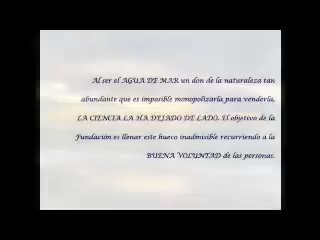 Al ser el AGUA DE MAR un don de la naturaleza tan
abundante que es imposible monopolizarla para venderla,
LA CIENCIA LA HA DEJADO DE LADO. El objetivo de la
Fundación es llenar este hueco inadmisible recurriendo a la
BUENA VOLUNTAD de las personas.